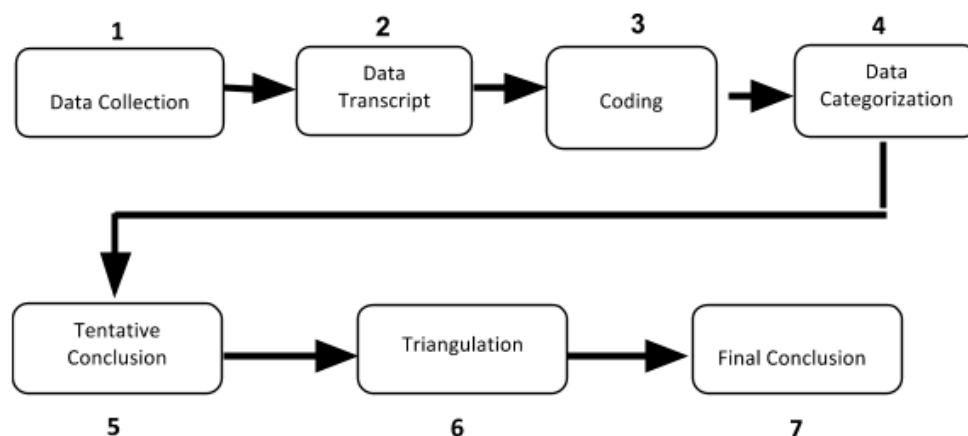 1
2
3
4
Data Collection
Data
Transcript
Coding
Data
Categorization
Tentative
Conclusion
Triangulation
Final Conclusion
5
6
7